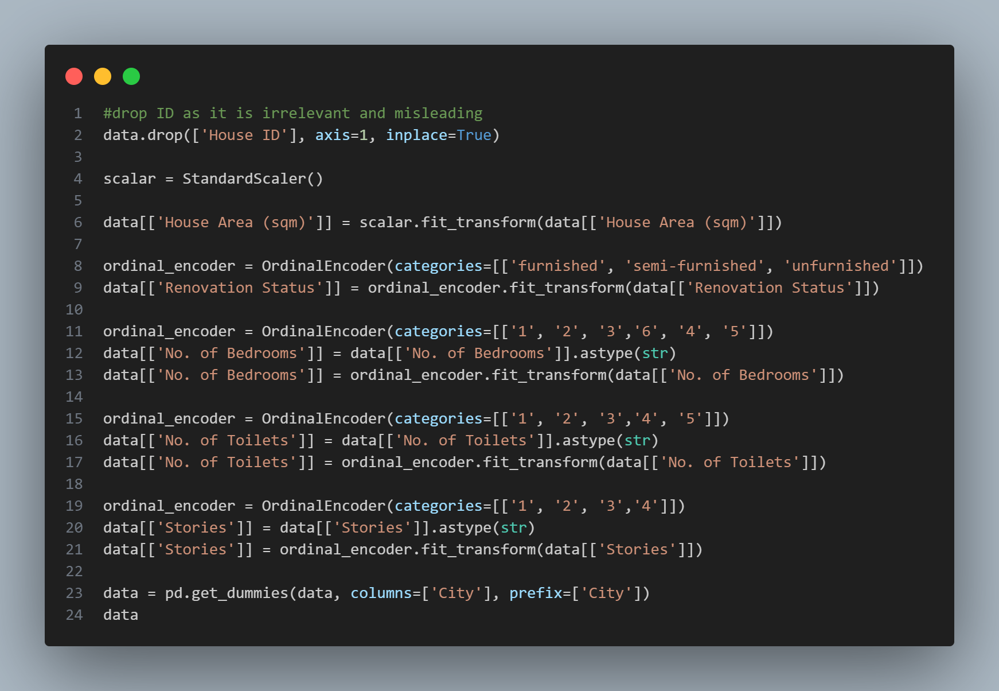 1 #drop ID as it is irrelevant and misleading
2 data.drop(['House ID'], axis=1, inplace=True)
3
4 scalar = StandardScaler()
5
6 data[['House Area (sqm)']] = scalar.fit_transform(data[['House Area (sqm)']])
7
8 ordinal_encoder = OrdinalEncoder(categories=[['furnished', 'semi-furnished', 'unfurnished']])
9 data[['Renovation Status']] = ordinal_encoder.fit_transform(data[['Renovation Status']])
10
11 ordinal_encoder = OrdinalEncoder(categories=[['1', '2', '3','6', '4', '5']])
12 data[['No. of Bedrooms']] = data[['No. of Bedrooms']].astype(str)
13 data[['No. of Bedrooms']] = ordinal_encoder.fit_transform(data[['No. of Bedrooms']])
14
15 ordinal_encoder = OrdinalEncoder(categories=[['1', '2', '3','4', '5']])
16 data[['No. of Toilets']] = data[['No. of Toilets']].astype(str)
17 data[['No. of Toilets']] = ordinal_encoder.fit_transform(data[['No. of Toilets']])
18
19 ordinal_encoder = OrdinalEncoder(categories=[['1', '2', '3','4']])
20 data[['Stories']] = data[['Stories']].astype(str)
21 data[['Stories']] = ordinal_encoder.fit_transform(data[['Stories']])
22
23 data = pd.get_dummies(data, columns=['City'], prefix=['City'])
24 data